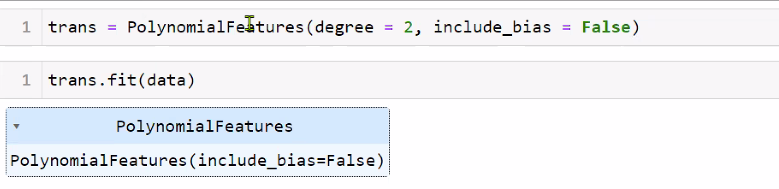 1 trans = PolynomialFeatures(degree = 2, include_bias = False)
1 trans.fit(data)
PolynomialFeatures
PolynomialFeatures(include_bias=False)